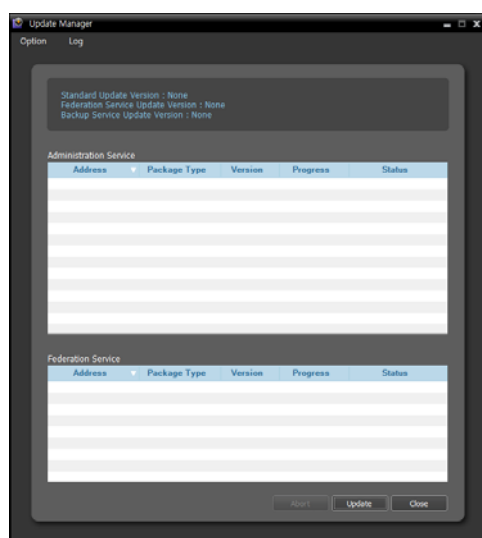 Update Manager
Option Log
Standard Update Version : None
Federation Service Update Version : None
Backup Service Update Version : None
Administration Service
Address Package Type Version Progress Status
Federation Service
Address Package Type Version Progress Status
Abort Update Close